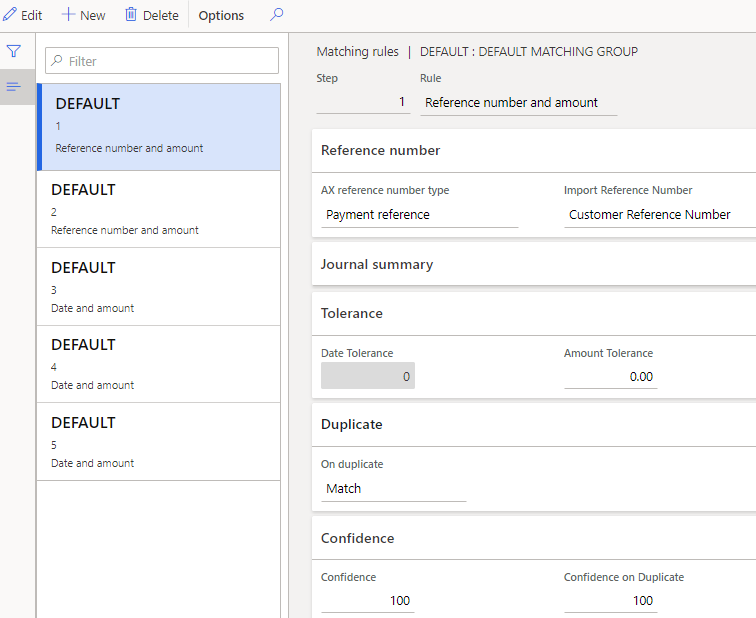 Edit New Delete Options
Filter
DEFAULT
1
Reference number and amount
DEFAULT
2
Reference number and amount
DEFAULT
3
Date and amount
DEFAULT
4
Date and amount
DEFAULT
5
Date and amount
Matching rules | DEFAULT : DEFAULT MATCHING GROUP
Step Rule
1 Reference number and amount
Reference number
AX reference number type Import Reference Number
Payment reference Customer Reference Number
Journal summary
Tolerance
Date Tolerance Amount Tolerance
0 0.00
Duplicate
On duplicate
Match
Confidence
Confidence Confidence on Duplicate
100 100